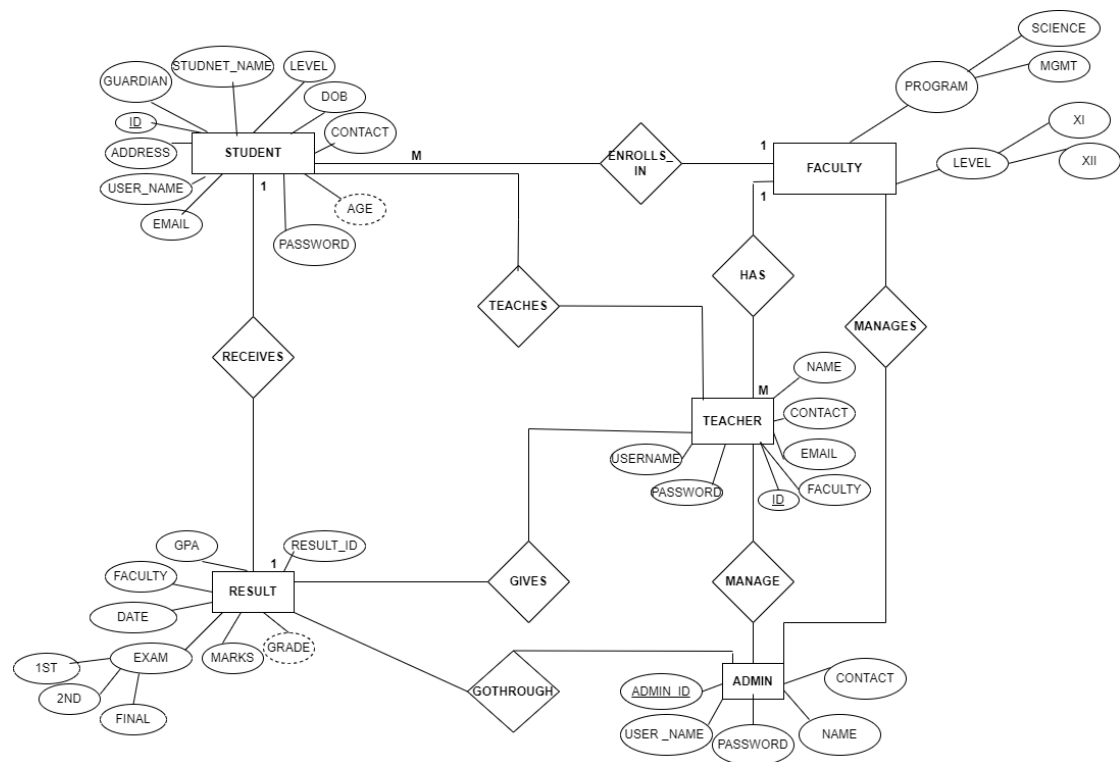 SCIENCE
STUDNET_NAME
LEVEL
MGMT
GUARDIAN
PROGRAM
DOB
ID
CONTACT
XI
ADDRESS
STUDENT
M
ENROLLS_
IN
1
FACULTY
LEVEL
XII
USER_NAME
1
1
AGE
EMAIL
PASSWORD
HAS
TEACHES
MANAGES
RECEIVES
NAME
M
TEACHER
CONTACT
USERNAME
EMAIL
PASSWORD
ID
FACULTY
GPA
RESULT_ID
1
FACULTY
RESULT
GIVES
MANAGE
DATE
GRADE
EXAM
MARKS
1ST
2ND
FINAL
GOTHROUGH
ADMIN_ID
ADMIN
CONTACT
USER _NAME
PASSWORD
NAME